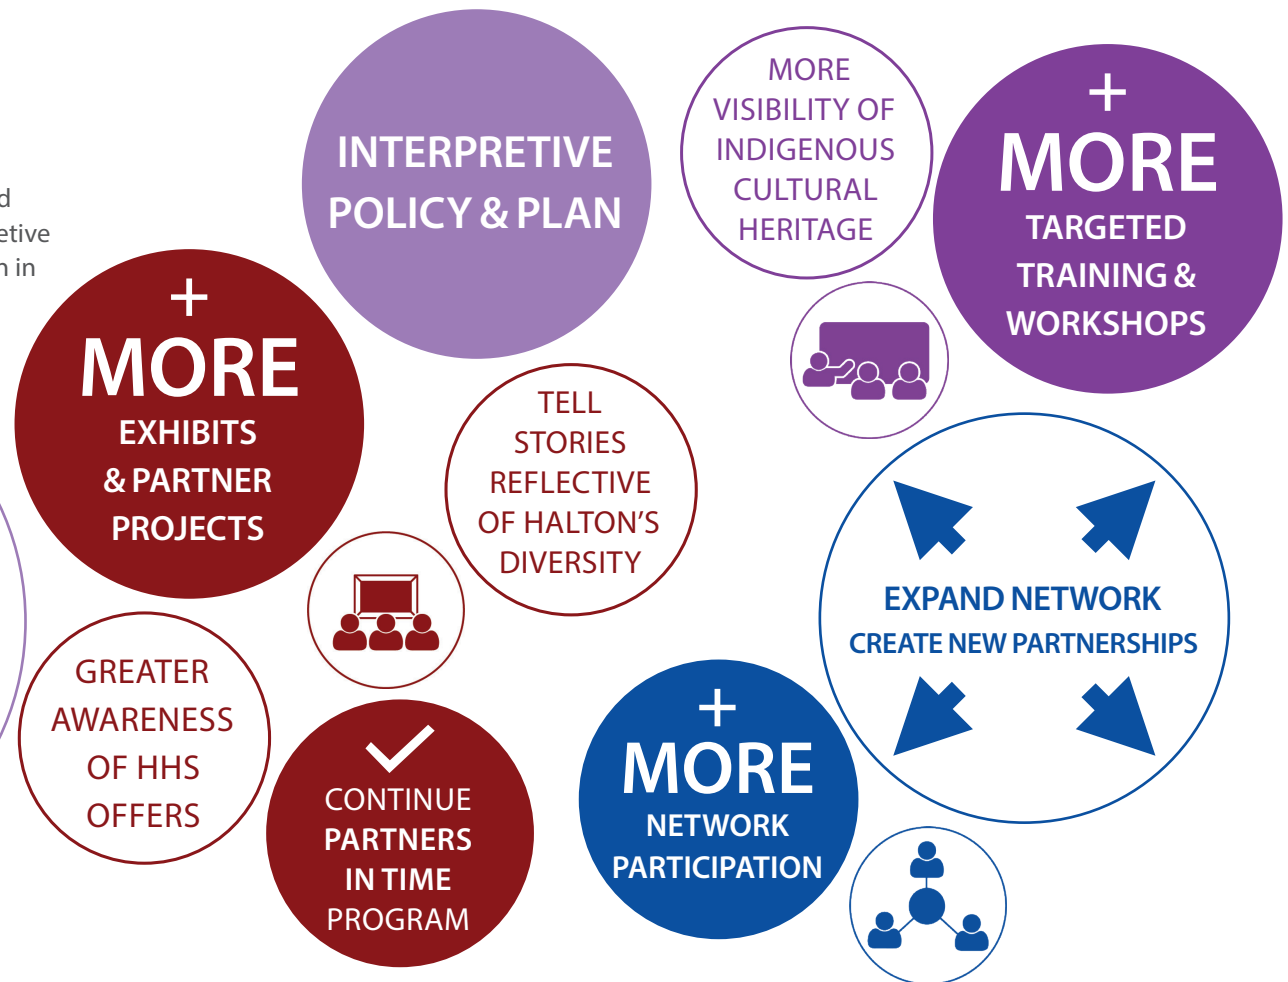 INTERPRETIVE
POLICY & PLAN
MORE
VISIBILITY OF
INDIGENOUS
CULTURAL
HERITAGE
+
MORE
TARGETED
TRAINING &
WORKSHOPS
in
+
MORE
EXHIBITS
& PARTNER
PROJECTS
TELL
STORIES
REFLECTIVE
OF HALTON'S
DIVERSITY
EXPAND NETWORK
CREATE NEW PARTNERSHIPS
GREATER
AWARENESS
OF HHS
OFFERS
CONTINUE
PARTNERS
IN TIME
PROGRAM
+
MORE
NETWORK
PARTICIPATION